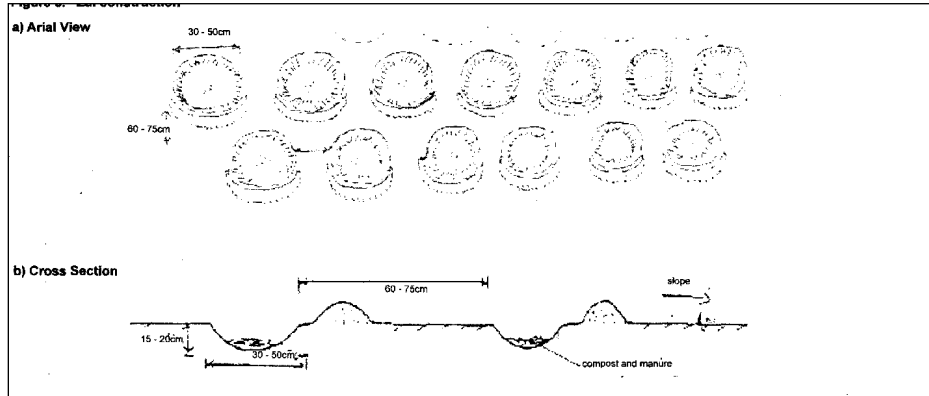 a) Arial View
30 - 50cm
60 - 75cm
b) Cross Section
60 - 75cm
slope
15 - 20cm
30 - 50cm
compost and manure